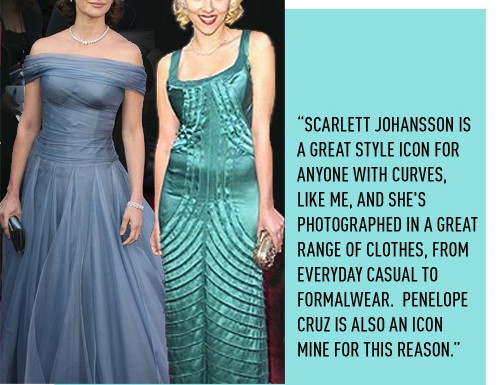 “SCARLETT JOHANSSON IS
A GREAT STYLE ICON FOR
ANYONE WITH CURVES,
LIKE ME, AND SHE'S
PHOTOGRAPHED IN A GREAT
RANGE OF CLOTHES, FROM
EVERYDAY CASUAL TO
FORMALWEAR. PENELOPE
CRUZ IS ALSO AN ICON
MINE FOR THIS REASON.”